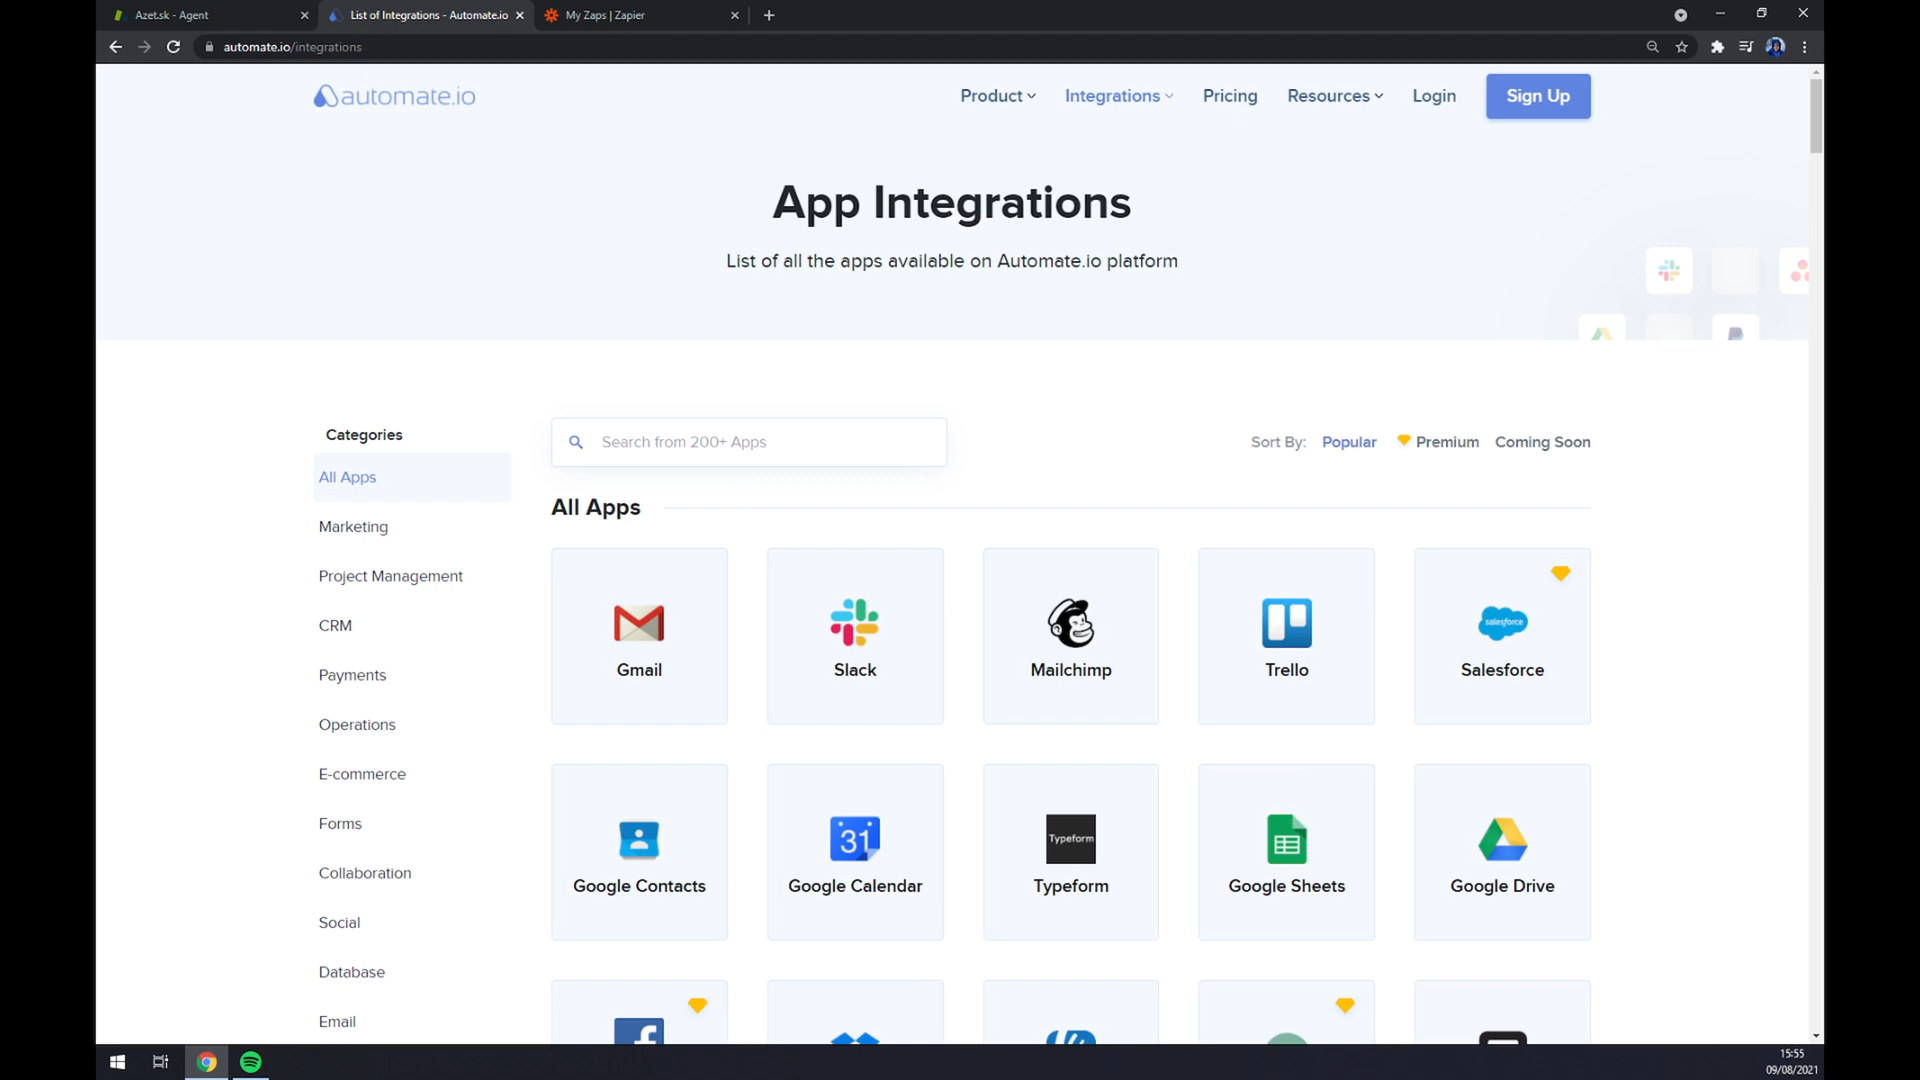 Azet.sk - Agent
List of Integrations - Automate.io
My Zaps | Zapier
automate.io/integrations
automate.io
Product
Integrations
Pricing
Resources
Login
Sign Up
App Integrations
List of all the apps available on Automate.io platform
Categories
All Apps
Marketing
Project Management
CRM
Payments
Operations
E-commerce
Forms
Collaboration
Social
Database
Email
Search from 200+ Apps
Sort By:
Popular
Premium
Coming Soon
All Apps
Gmail
Slack
Mailchimp
Trello
salesforce
Salesforce
Google Contacts
31
Google Calendar
Typeform
Typeform
Google Sheets
Google Drive
15:55
09/08/2021